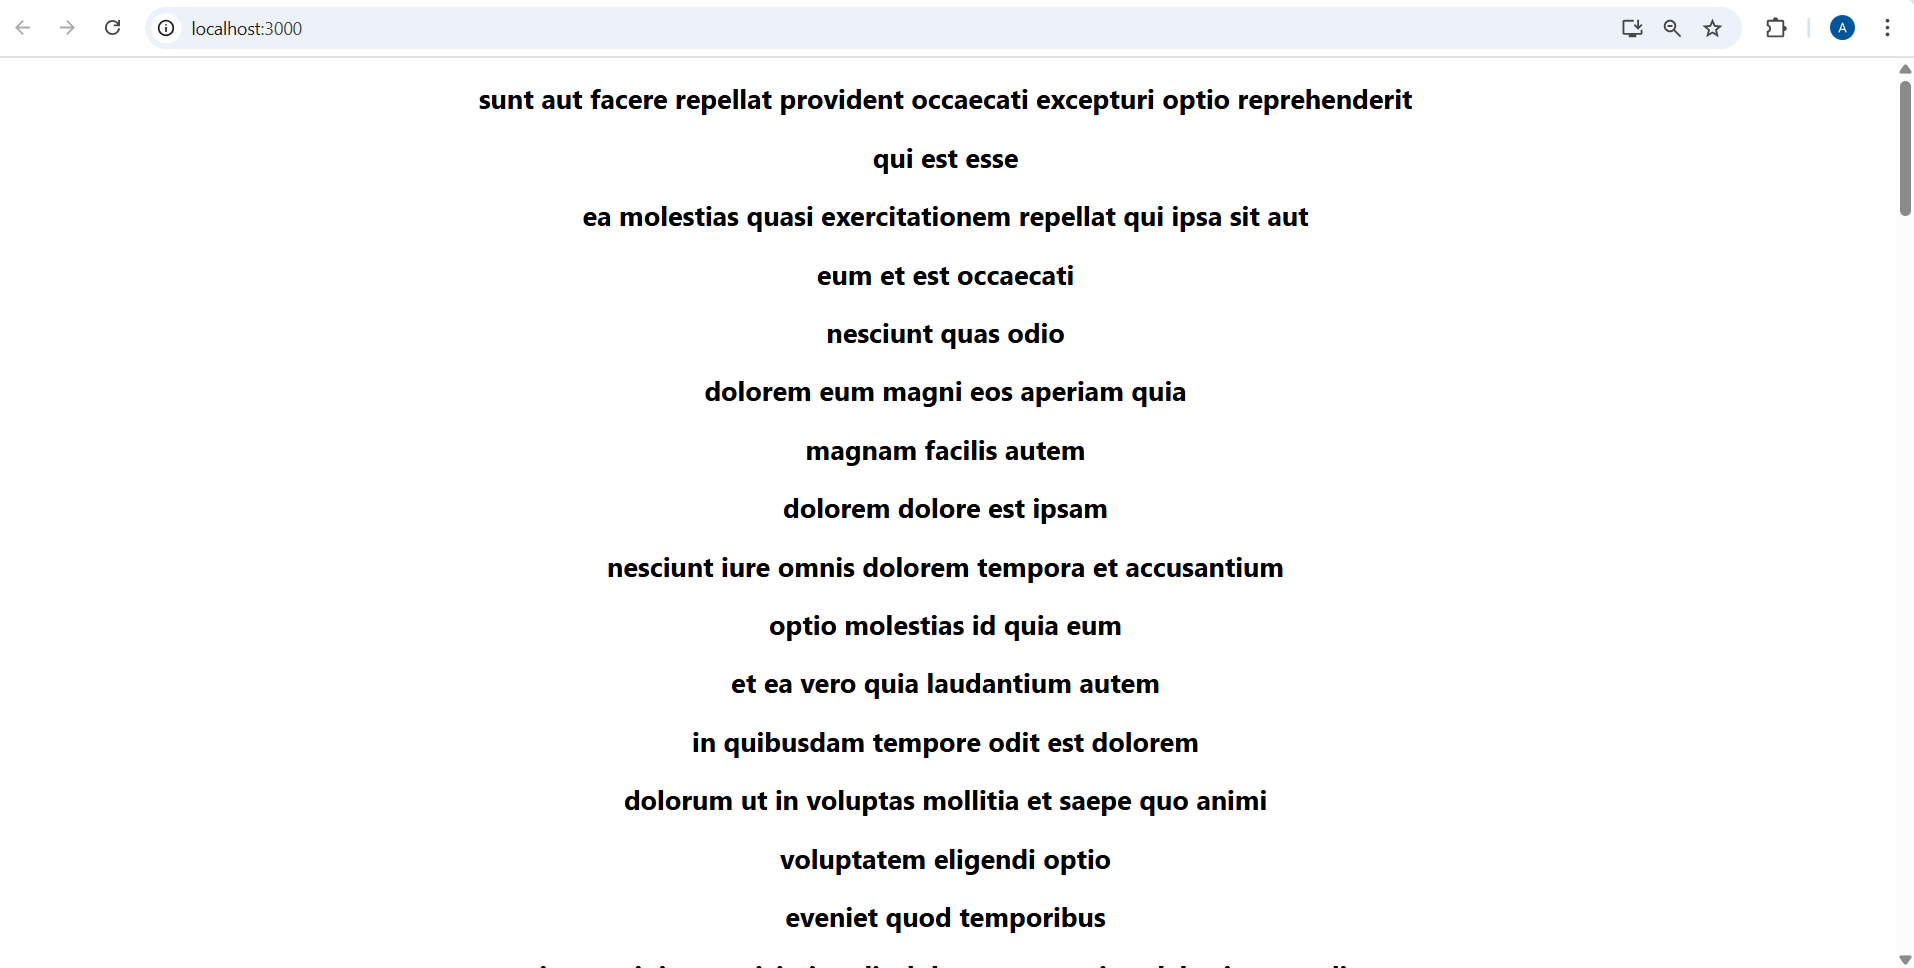 localhost:3000
A
sunt aut facere repellat provident occaecati excepturi optio reprehenderit
qui est esse
ea molestias quasi exercitationem repellat qui ipsa sit aut
eum et est occaecati
nesciunt quas odio
dolorem eum magni eos aperiam quia
magnam facilis autem
dolorem dolore est ipsam
nesciunt iure omnis dolorem tempora et accusantium
optio molestias id quia eum
et ea vero quia laudantium autem
in quibusdam tempore odit est dolorem
dolorum ut in voluptas mollitia et saepe quo animi
voluptatem eligendi optio
eveniet quod temporibus